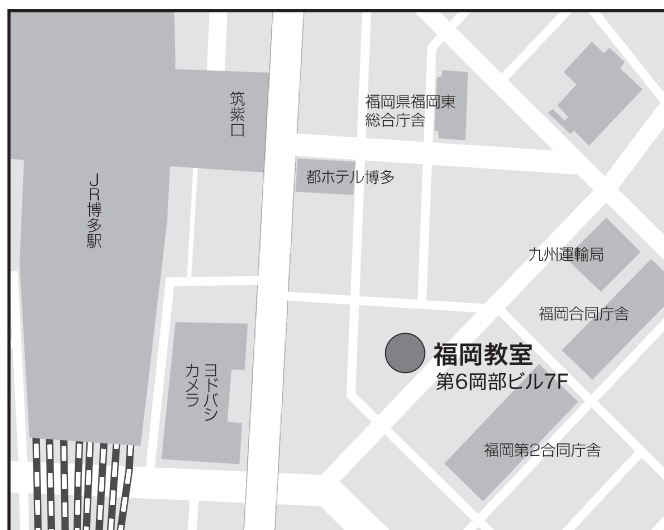 筑紫口
福岡県福岡東
総合庁舎
都ホテル博多
JR博多駅
九州運輸局
福岡合同庁舎
福岡教室
第6岡部ビル7F
ヨドバシ
カメラ
福岡第2合同庁舎